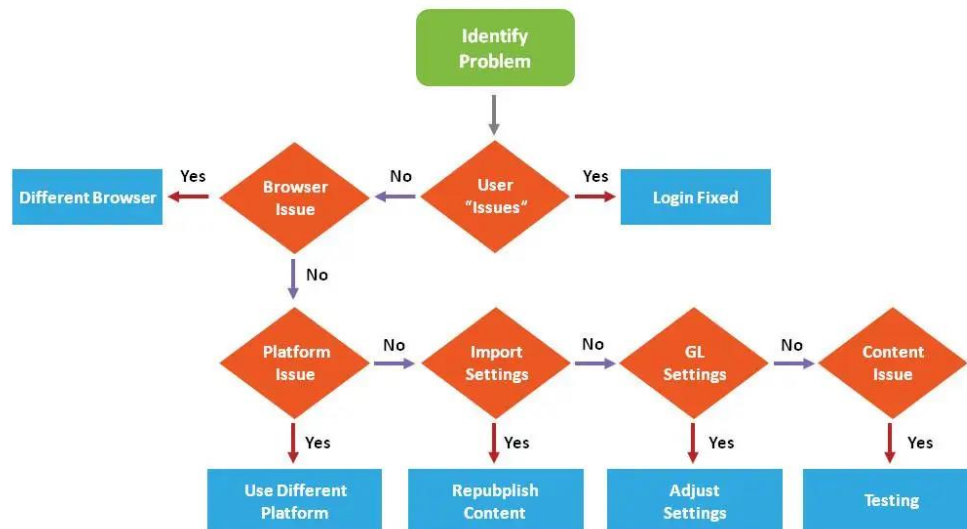 Identify
Problem
Different Browser
Yes
Browser
Issue
No
User
"Issues"
Yes
Login Fixed
No
Platform
Issue
No
Import
Settings
No
GL
Settings
No
Content
Issue
Yes
Yes
Yes
Yes
Use Different
Platform
Repubplish
Content
Adjust
Settings
Testing